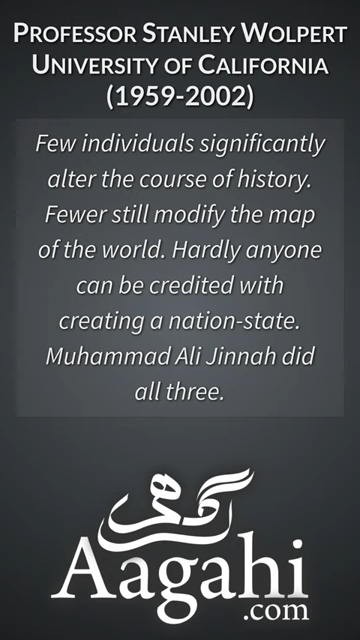 PROFESSOR STANLEY WOLPERT
UNIVERSITY OF CALIFORNIA
(1959-2002)
Few individuals significantly
alter the course of history.
Fewer still modify the map
of the world. Hardly anyone
can be credited with
creating a nation-state.
Muhammad Ali Jinnah did
all three.
آگہی
Aagahi
.com